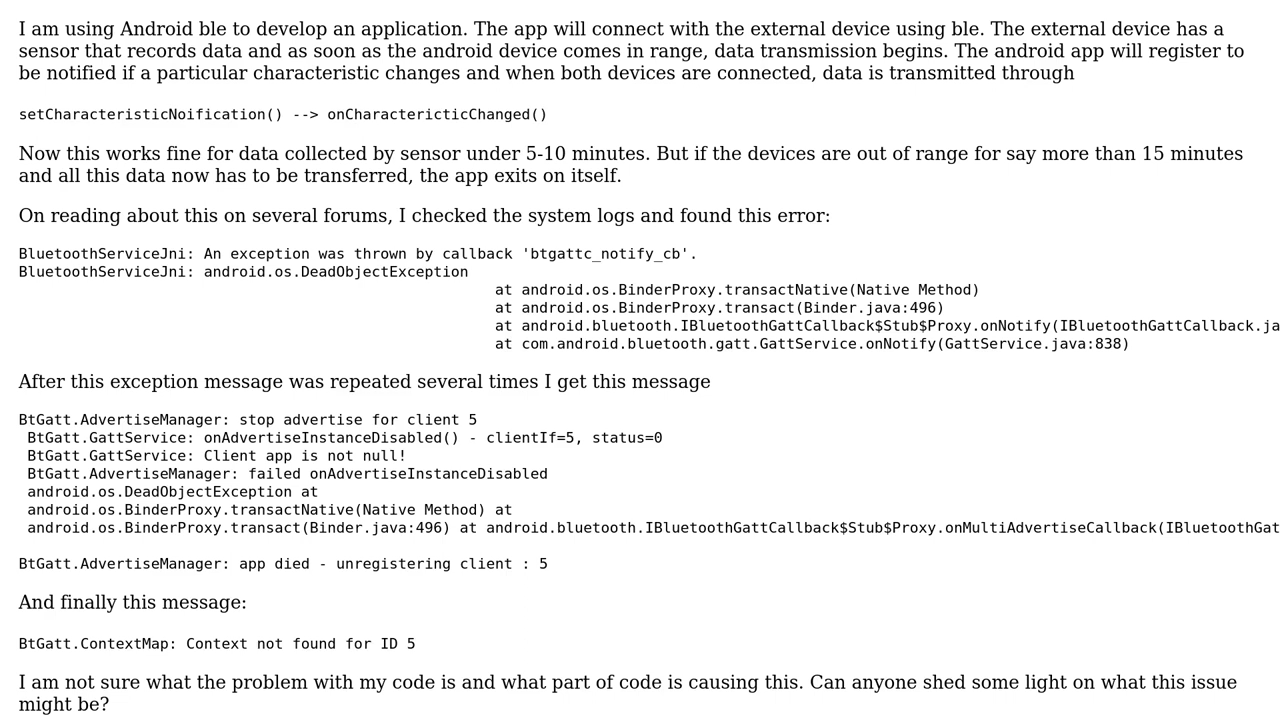 I am using Android ble to develop an application. The app will connect with the external device using ble. The external device has a
sensor that records data and as soon as the android device comes in range, data transmission begins. The android app will register to
be notified if a particular characteristic changes and when both devices are connected, data is transmitted through
setCharacteristicNoification() --> onCharactericticChanged()
Now this works fine for data collected by sensor under 5-10 minutes. But if the devices are out of range for say more than 15 minutes
and all this data now has to be transferred, the app exits on itself.
On reading about this on several forums, I checked the system logs and found this error:
BluetoothServiceJni: An exception was thrown by callback 'btgattc_notify_cb'.
BluetoothServiceJni: android.os.DeadObjectException
at android.os.BinderProxy.transactNative(Native Method)
at android.os.BinderProxy.transact(Binder.java:496)
at android.bluetooth.IBluetoothGattCallback$Stub$Proxy.onNotify(IBluetoothGattCallback.ja
at com.android.bluetooth.gatt.GattService.onNotify(GattService.java:838)
After this exception message was repeated several times I get this message
BtGatt.AdvertiseManager: stop advertise for client 5
BtGatt.GattService: onAdvertiseInstanceDisabled() - clientIf=5, status=0
BtGatt.GattService: Client app is not null!
BtGatt.AdvertiseManager: failed onAdvertiseInstanceDisabled
android.os.DeadObjectException at
android.os.BinderProxy.transactNative(Native Method) at
android.os.BinderProxy.transact(Binder.java:496) at android.bluetooth.IBluetoothGattCallback$Stub$Proxy.onMultiAdvertiseCallback(IBluetoothGat
BtGatt.AdvertiseManager: app died - unregistering client : 5
And finally this message:
BtGatt.ContextMap: Context not found for ID 5
I am not sure what the problem with my code is and what part of code is causing this. Can anyone shed some light on what this issue
might be?